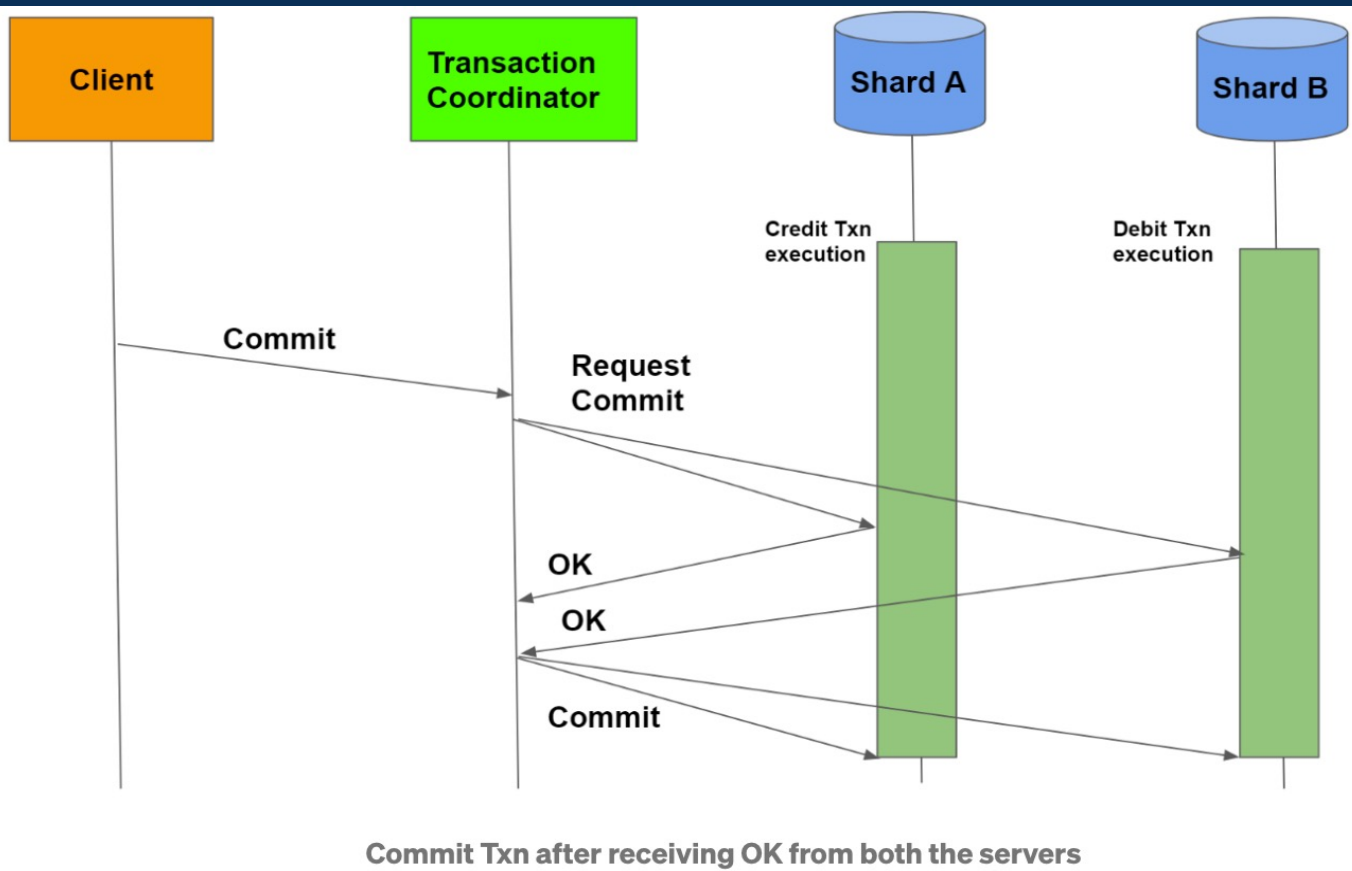 Client
Transaction
Coordinator
Shard A
Shard B
Credit Txn
execution
Debit Txn
execution
Commit
Request
Commit
OK
OK
Commit
Commit Txn after receiving OK from both the servers